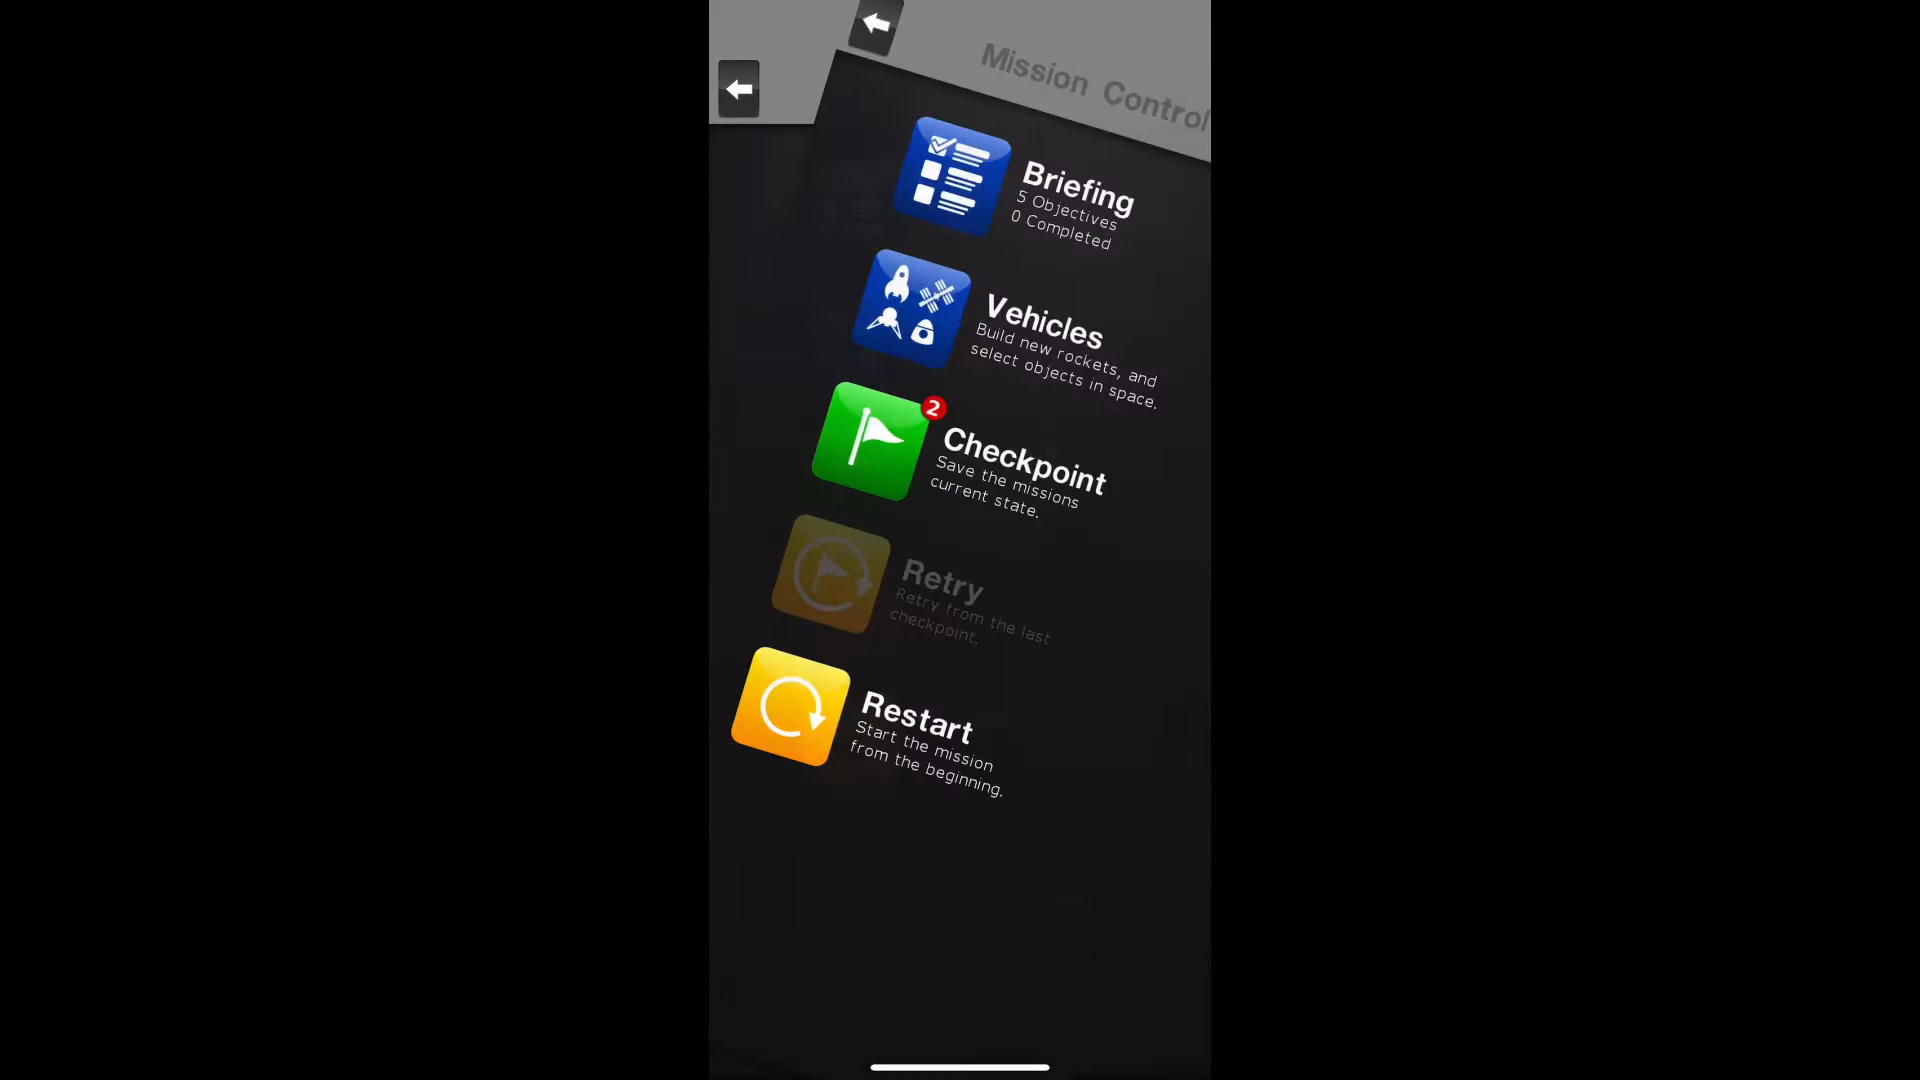 Mission Control
Briefing
5 Objectives
0 Completed
Vehicles
Build new rockets, and
select objects in space.
2
Checkpoint
Save the missions
current state.
Retry
Retry from the last
checkpoint.
Restart
Start the mission
from the beginning.